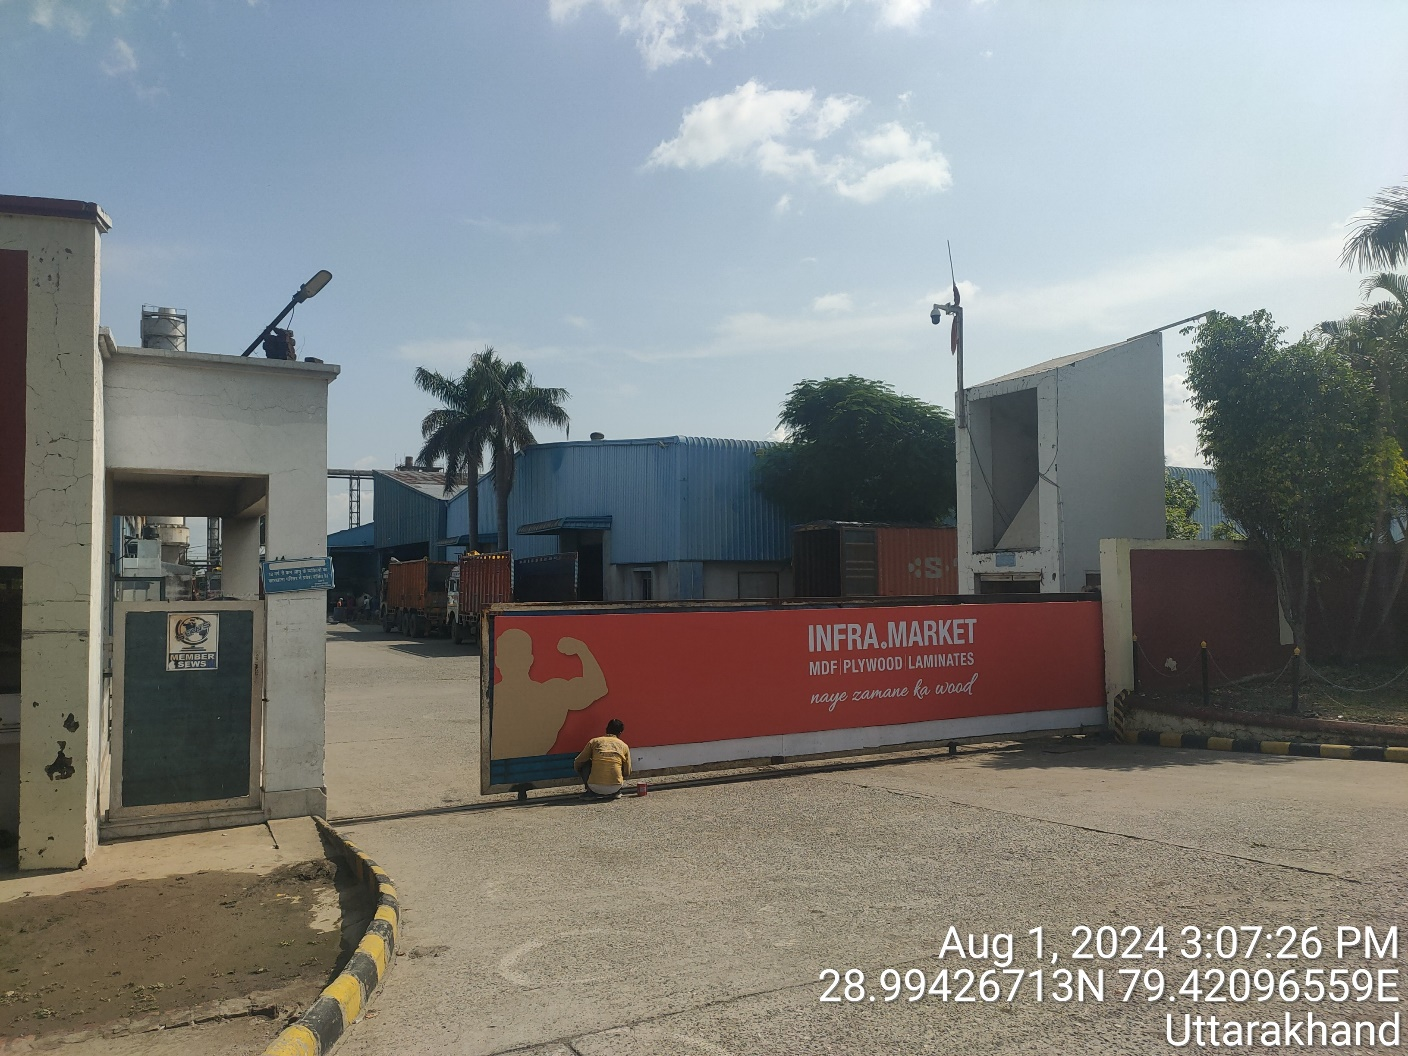 MEMBER
SEWS
INFRA.MARKET
MDF | PLYWOOD | LAMINATES
naye zamane ka wood
Aug 1, 2024 3:07:26 PM
28.99426713N 79.42096559E
Uttarakhand